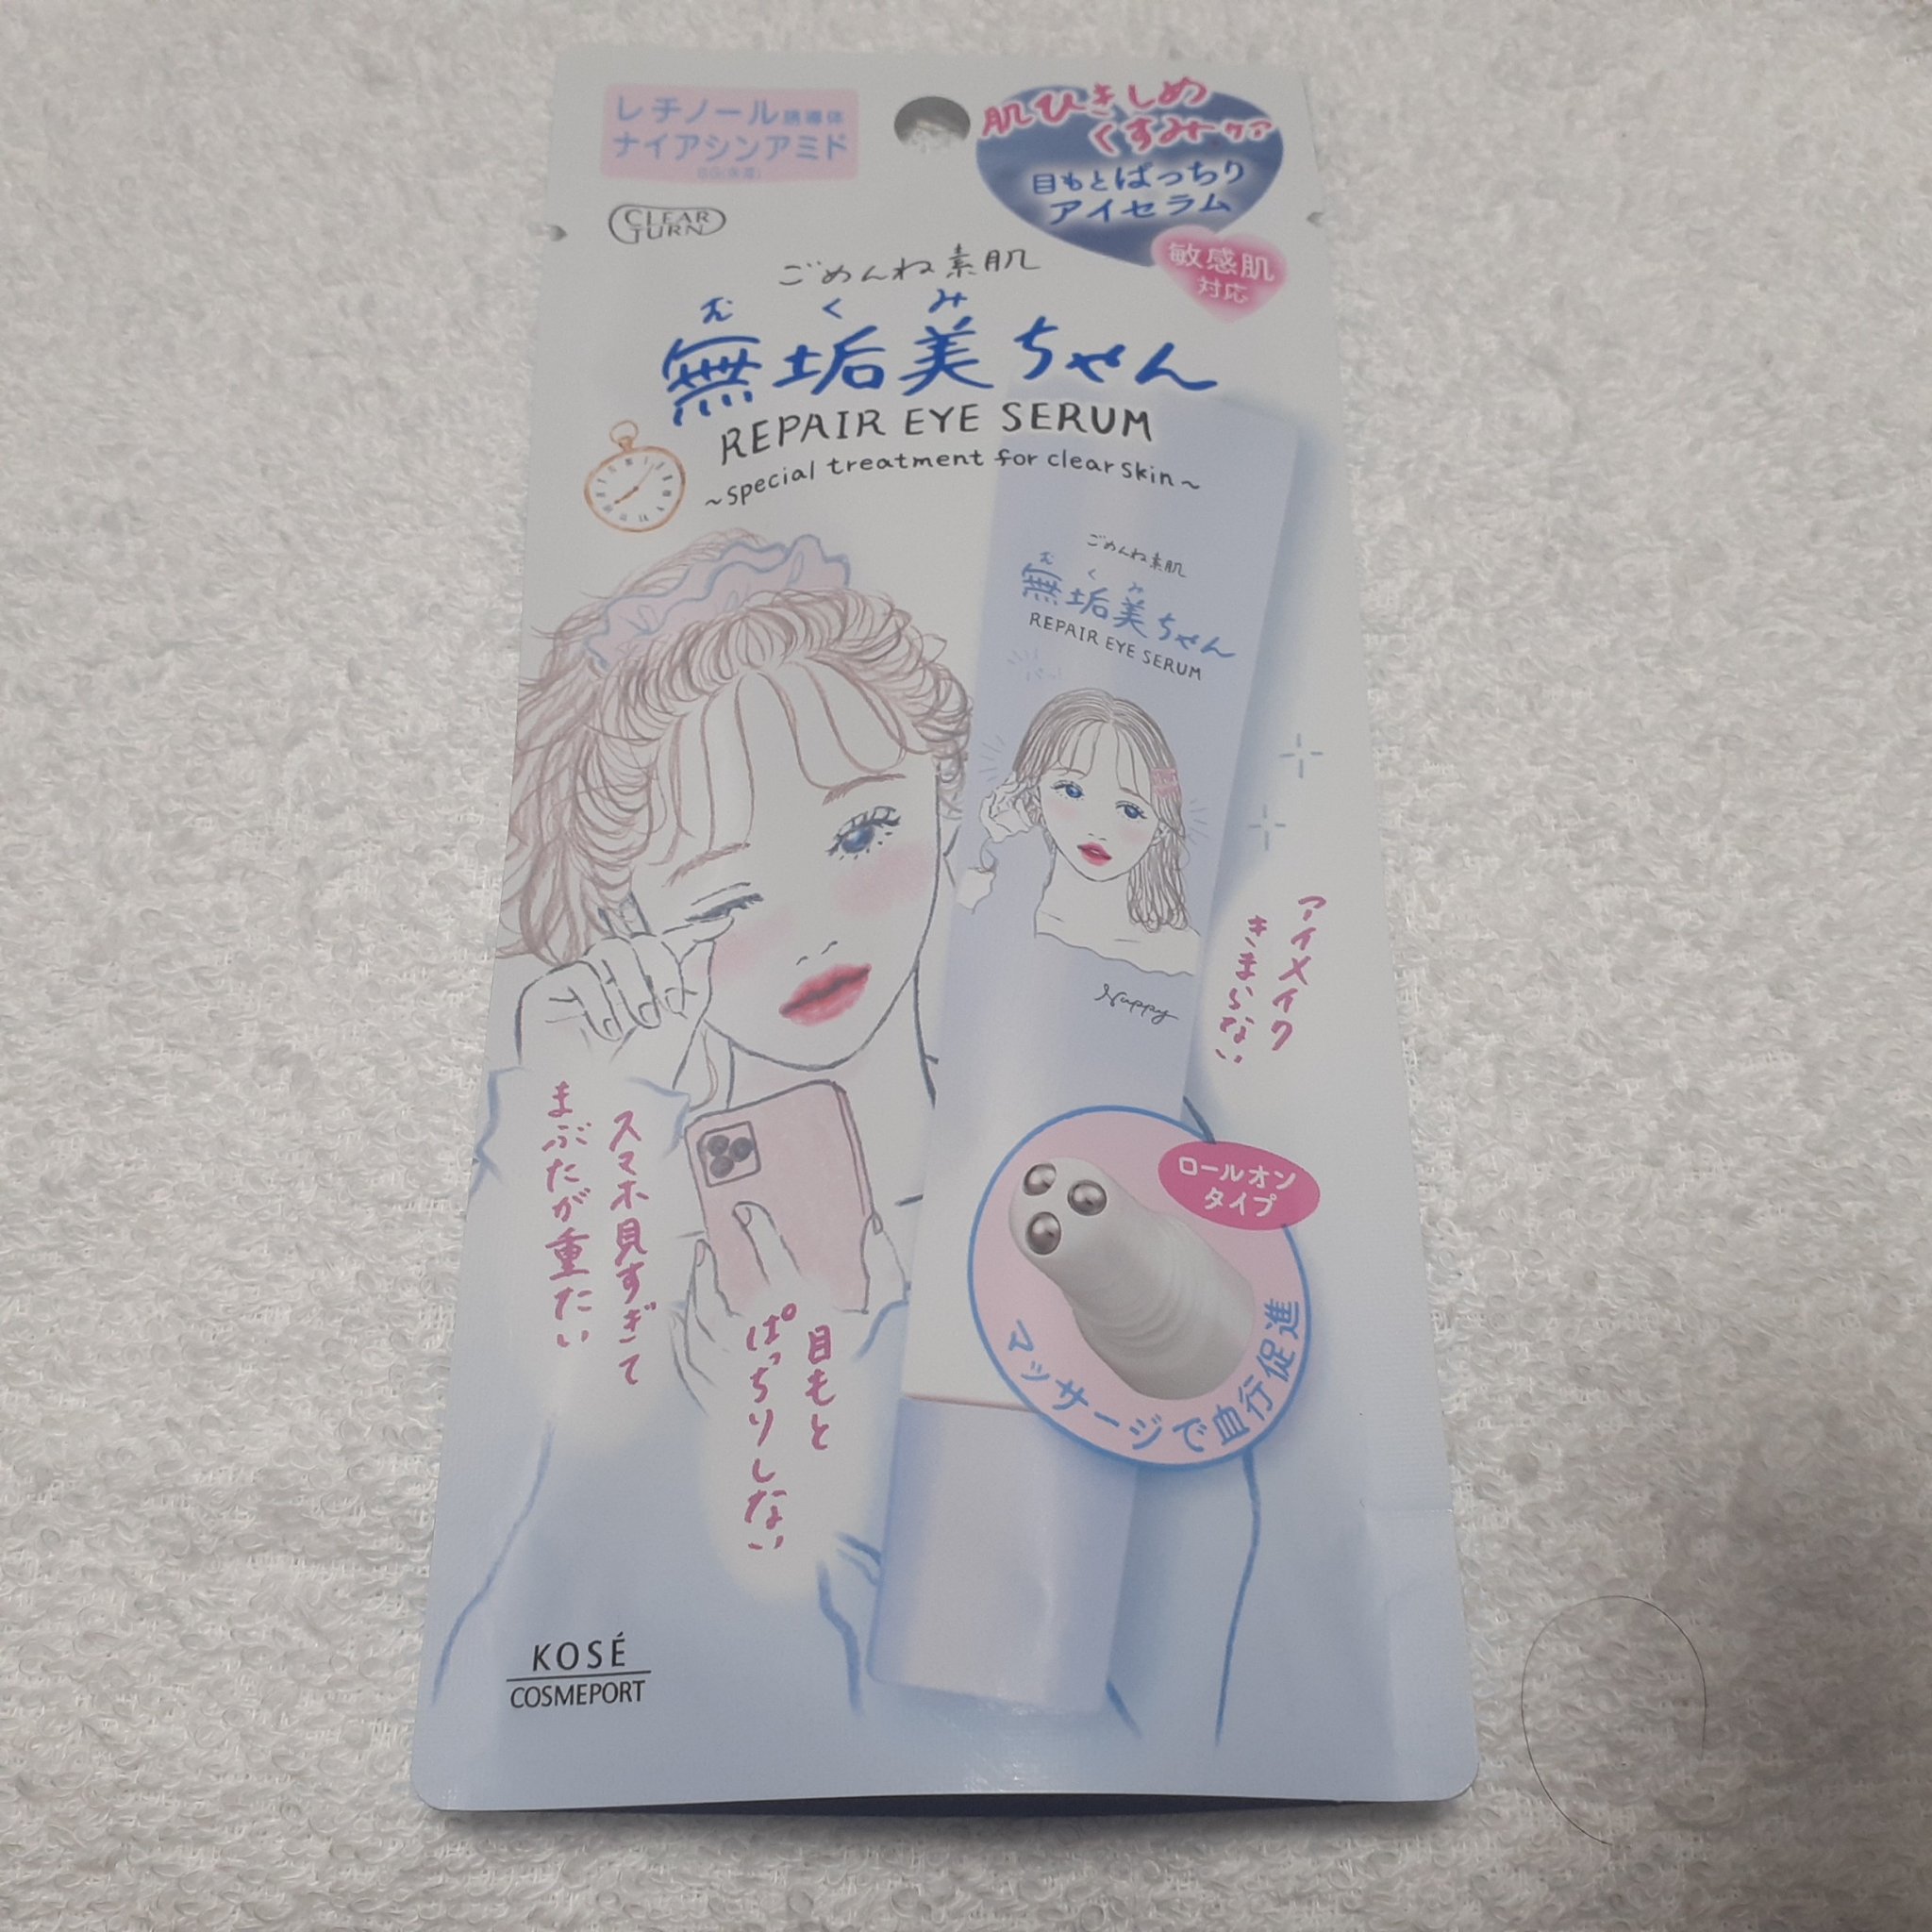 レチノール誘導体
ナイアシンアミド
肌ひきしめ
くすみケア
目もとぱっちり
アイセラム
敏感肌
対応
CLEAR
TURN
ごめんね素肌
む く み
無垢美ちゃん
REPAIR EYE SERUM
~special treatment for clear skin~
ごめんね素肌
む く み
無垢美ちゃん
REPAIR EYE SERUM
Nuppy
アイメイク
きまらない
スマホ見すぎて
まぶたが重たい
目もと
ぱっちりしない
ロールオン
タイプ
マッサージで血行促進
KOSÉ
COSMEPORT